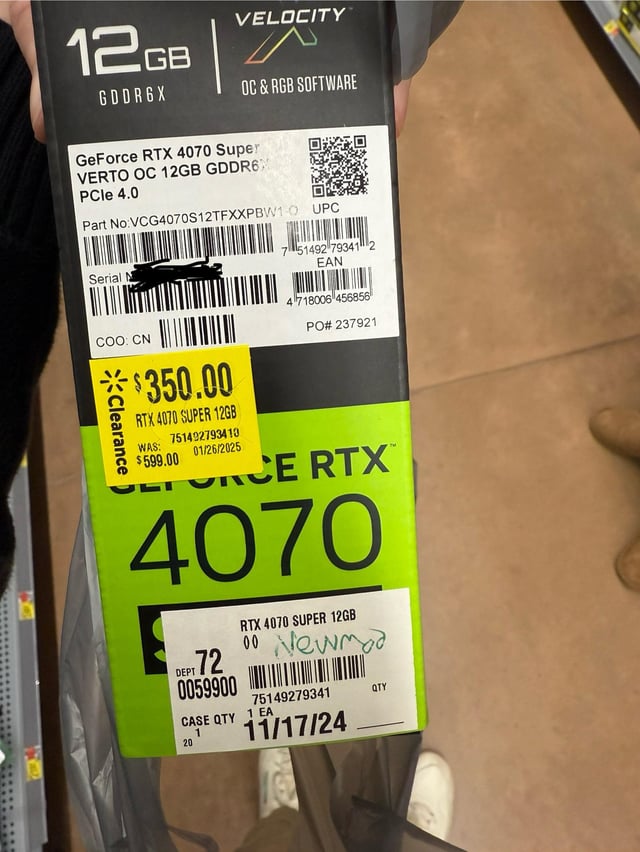 12GB
GDDR6X
VELOCITY
OC & RGB SOFTWARE
GeForce RTX 4070 Super
VERTO OC 12GB GDDR6
PCIe 4.0
Part No:VCG4070S12TFXXPBW1-O
UPC
7 51492 79341 2
EAN
4 718006 456856
Serial
COO: CN
PO# 237921
Clearance
$350.00
RTX 4070 SUPER 12GB
751492793410
WAS: 01/26/2025
$599.00
GEFORCE RTX™
4070
S
RTX 4070 SUPER 12GB
00 Newmod
DEPT 72
0059900
75149279341
QTY
CASE QTY 1 EA
1
11/17/24
20